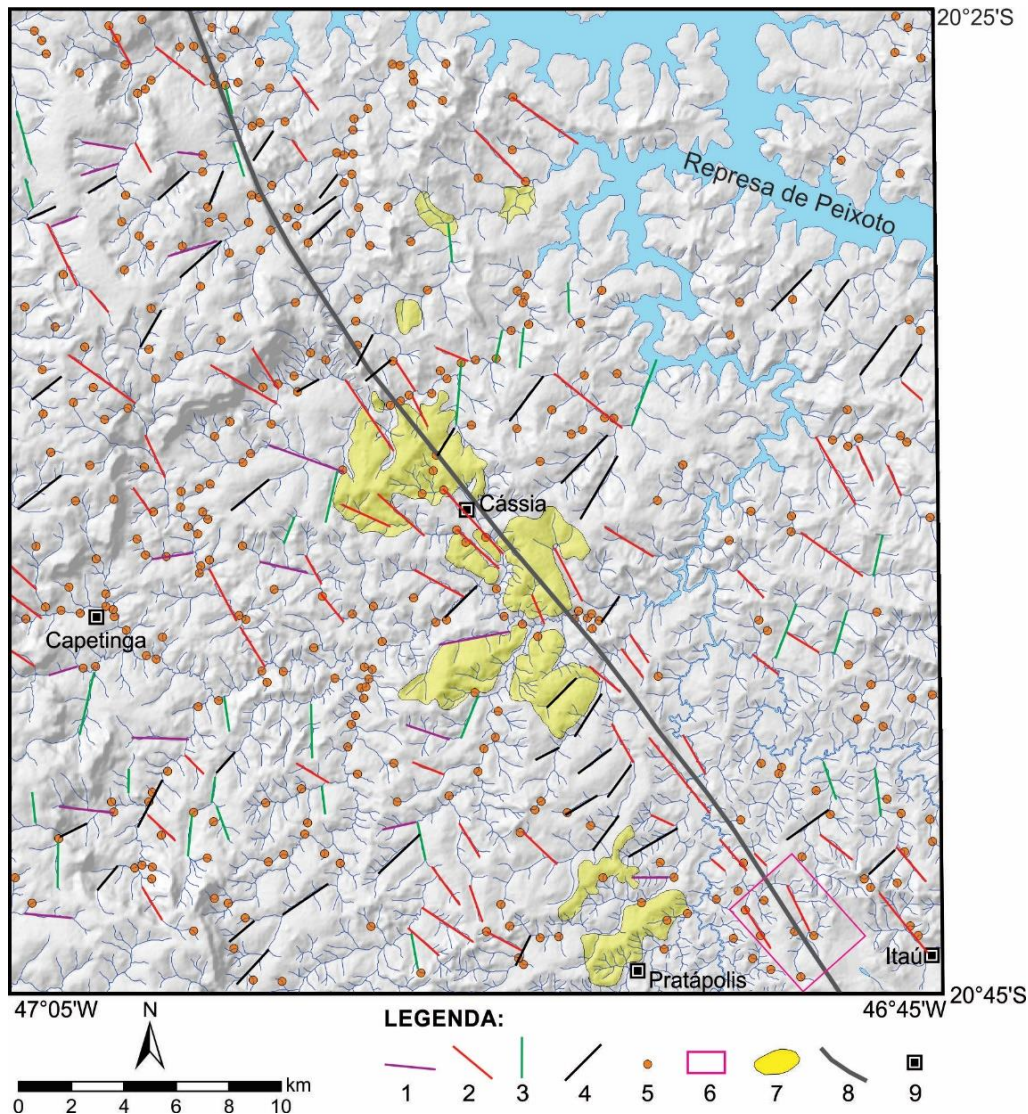 20°25'S
Represa de Peixoto
Cássia
Capetinga
Itaú
Pratápolis
20°45'S
47°05'W
46°45'W
N
LEGENDA:
km
0 2 4 6 8 10
1 2 3 4 5 6 7 8 9